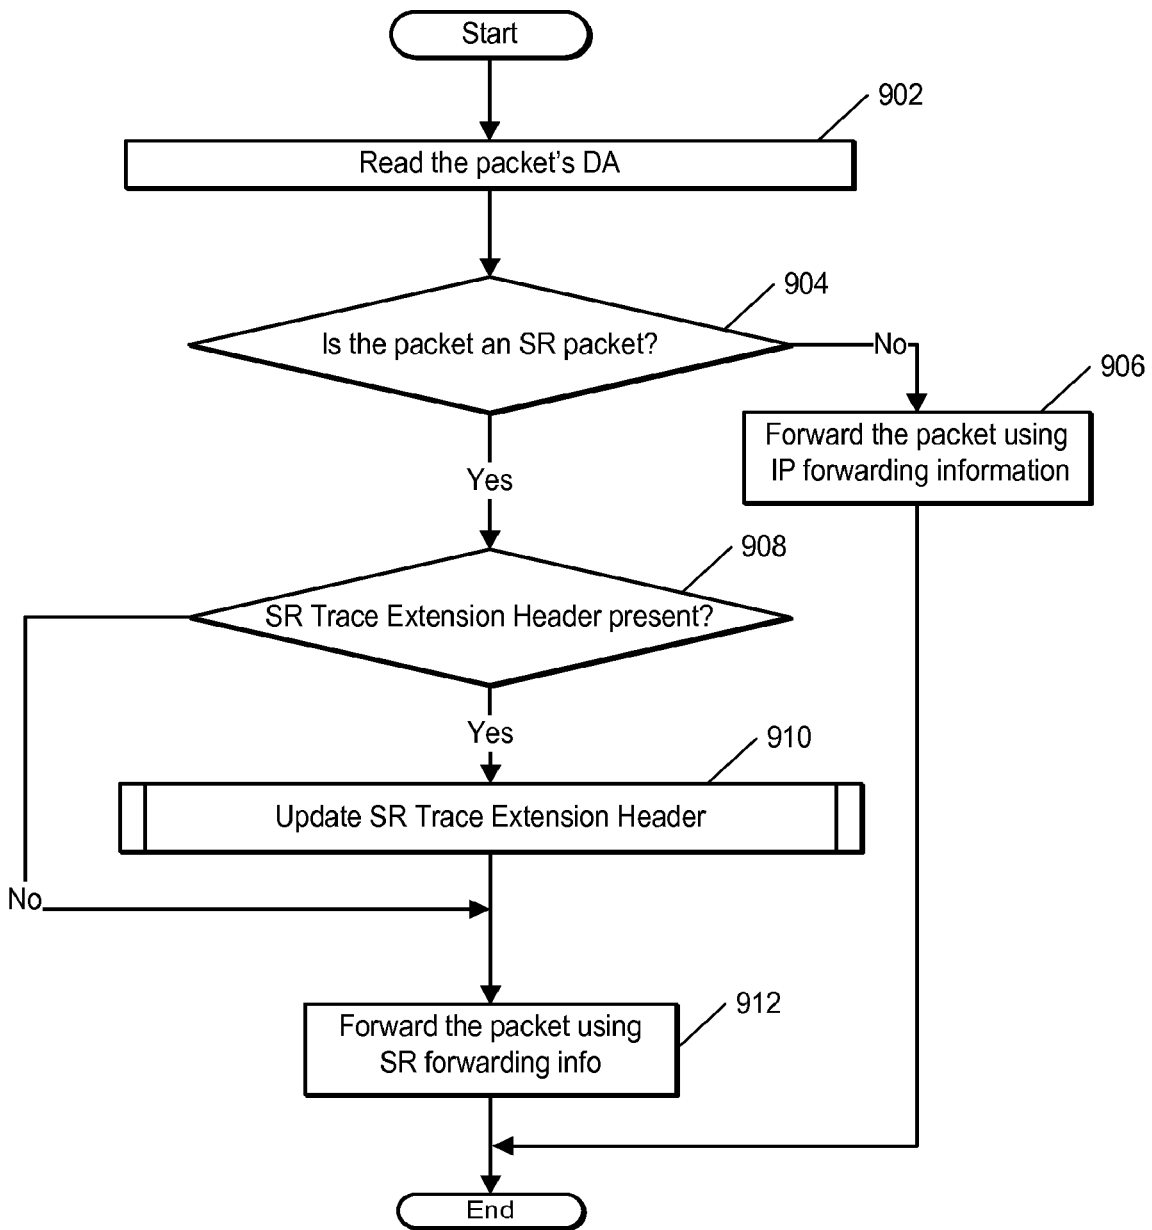 Start
902
Read the packet's DA
904
Is the packet an SR packet?
No
906
Forward the packet using
IP forwarding information
Yes
908
SR Trace Extension Header present?
Yes
910
Update SR Trace Extension Header
No
912
Forward the packet using
SR forwarding info
End